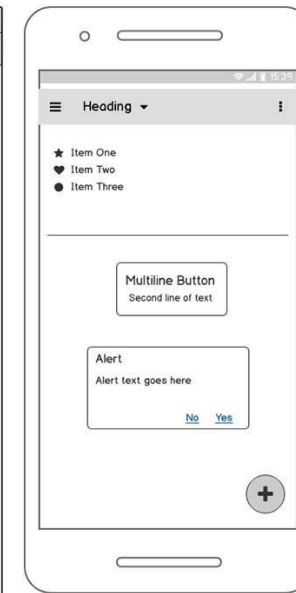 15:39
Heading
Item One
Item Two
Item Three
Multiline Button
Second line of text
Alert
Alert text goes here
No Yes